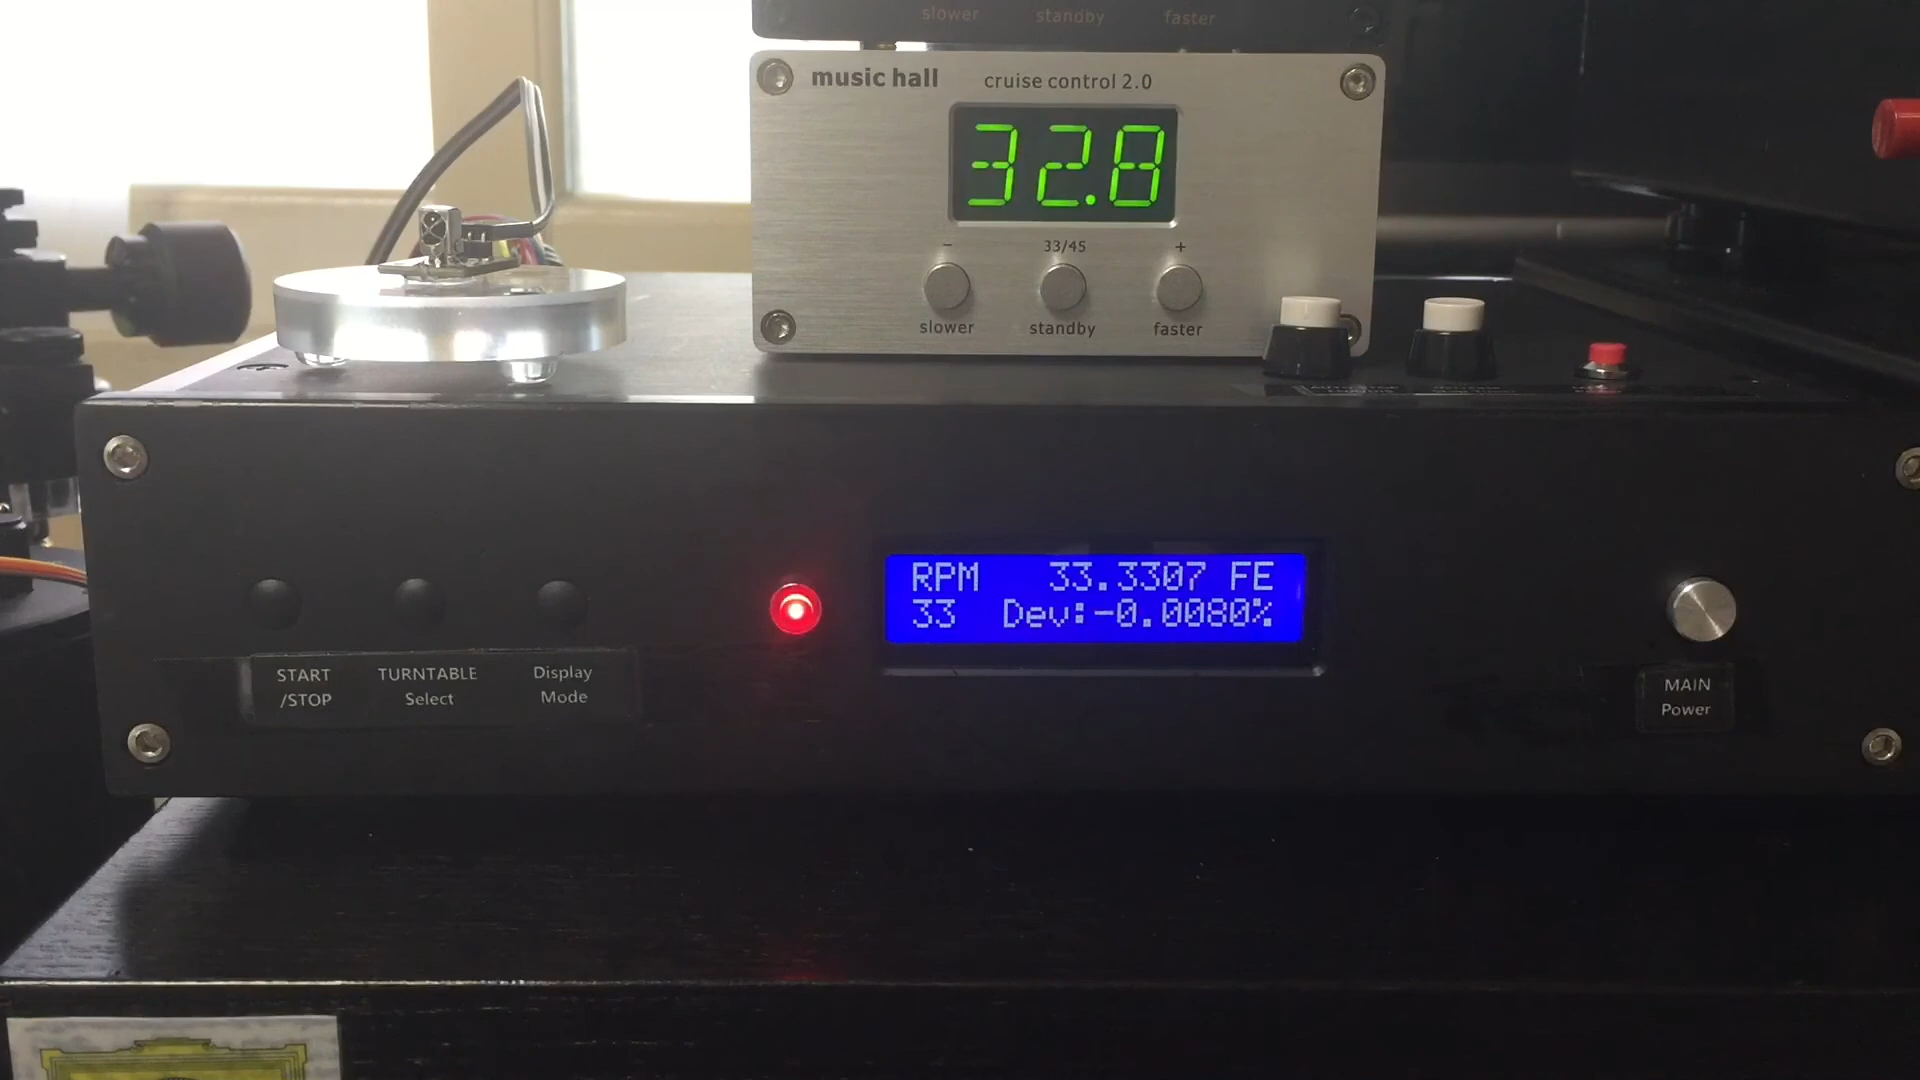 slower standby faster
music hall cruise control 2.0
32.8
- 33/45 +
slower standby faster
RPM 33.3307 FE
33 Dev:-0.0080%
START
/STOP
TURNTABLE
Select
Display
Mode
MAIN
Power